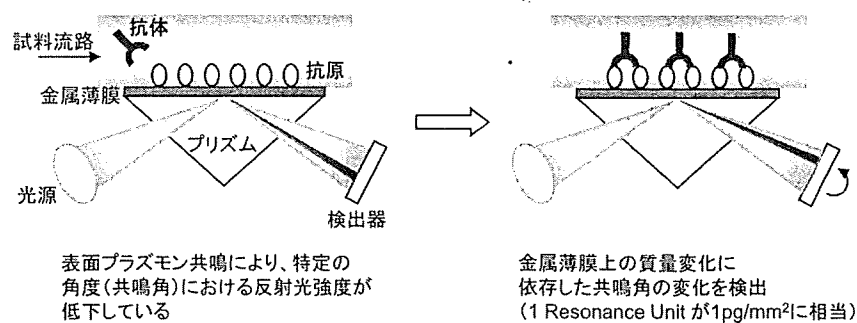 抗体
試料流路
抗原
金属薄膜
プリズム
光源
検出器
表面プラズモン共鳴により、特定の
角度(共鳴角)における反射光強度が
低下している
金属薄膜上の質量変化に
依存した共鳴角の変化を検出
(1 Resonance Unit が1pg/mm²に相当)